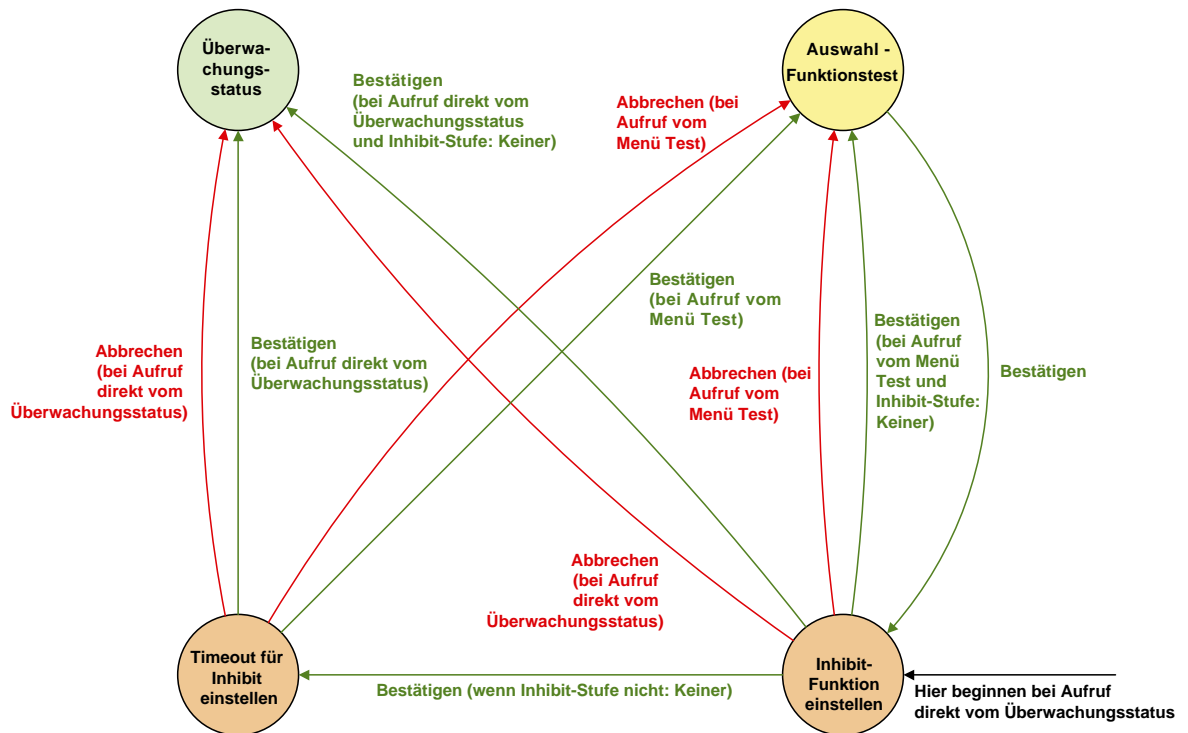 Überwa-
chungs-
status
Auswahl -
Funktionstest
Bestätigen
(bei Aufruf direkt vom
Überwachungsstatus
und Inhibit-Stufe: Keiner)
Abbrechen (bei
Aufruf vom
Menü Test)
Bestätigen
(bei Aufruf vom
Menü Test)
Abbrechen
(bei Aufruf
direkt vom
Überwachungsstatus)
Bestätigen
(bei Aufruf direkt vom
Überwachungsstatus)
Abbrechen (bei
Aufruf vom
Menü Test)
Bestätigen
(bei Aufruf
vom Menü
Test und
Inhibit-Stufe:
Keiner)
Bestätigen
Abbrechen
(bei Aufruf
direkt vom
Überwachungsstatus)
Timeout für
Inhibit
einstellen
Bestätigen (wenn Inhibit-Stufe nicht: Keiner)
Inhibit-
Funktion
einstellen
Hier beginnen bei Aufruf
direkt vom Überwachungsstatus